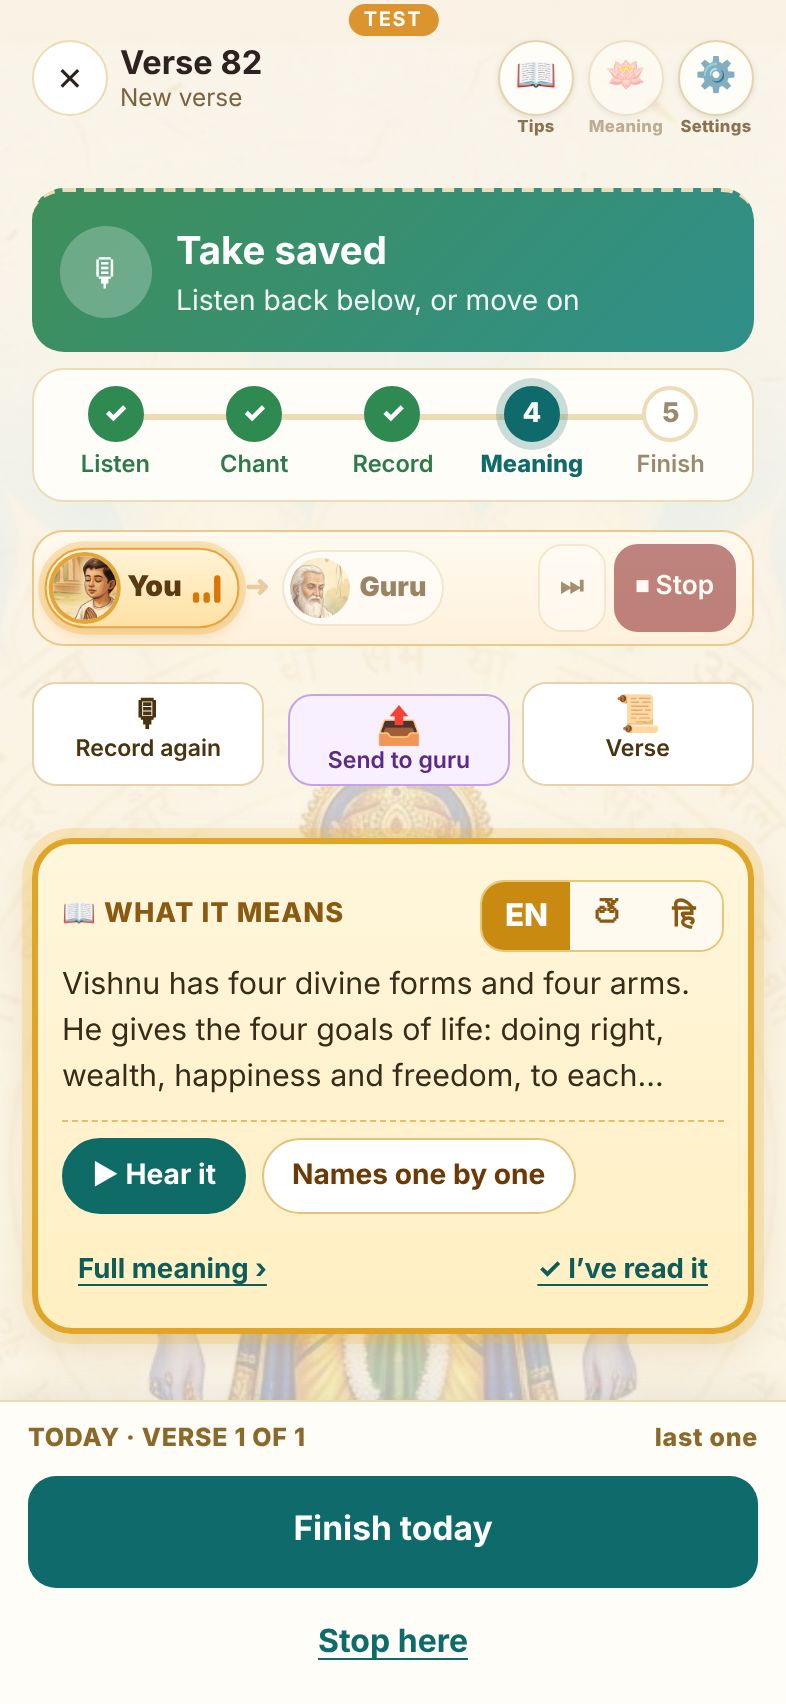 TEST
Verse 82
New verse
Tips
Meaning
Settings
Take saved
Listen back below, or move on
4
5
Listen
Chant
Record
Meaning
Finish
You
Guru
Stop
Record again
Send to guru
Verse
WHAT IT MEANS
EN
తె
हि
Vishnu has four divine forms and four arms.
He gives the four goals of life: doing right,
wealth, happiness and freedom, to each...
▶ Hear it
Names one by one
Full meaning ›
✓ I’ve read it
TODAY · VERSE 1 OF 1
last one
Finish today
Stop here